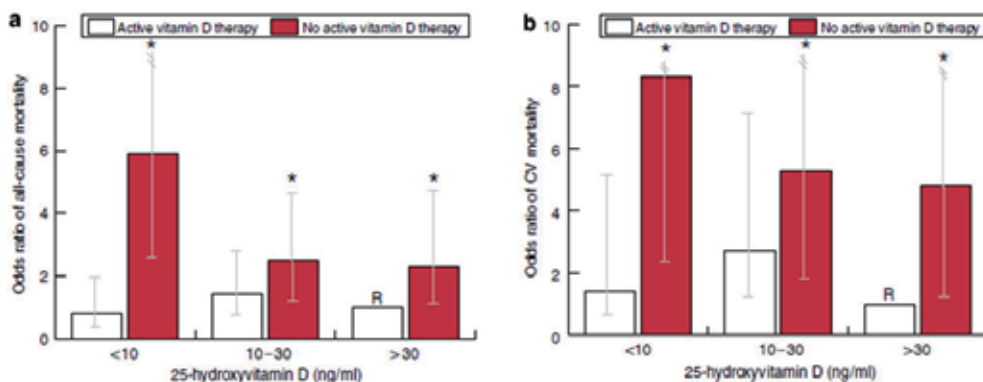 a
Active vitamin D therapy No active vitamin D therapy
Odds ratio of all-cause mortality
10
8
6
4
2
0
*
*
*
R
<10 10–30 >30
25-hydroxyvitamin D (ng/ml)
b
Active vitamin D therapy No active vitamin D therapy
Odds ratio of CV mortality
10
8
6
4
2
0
*
*
*
R
<10 10–30 >30
25-hydroxyvitamin D (ng/ml)